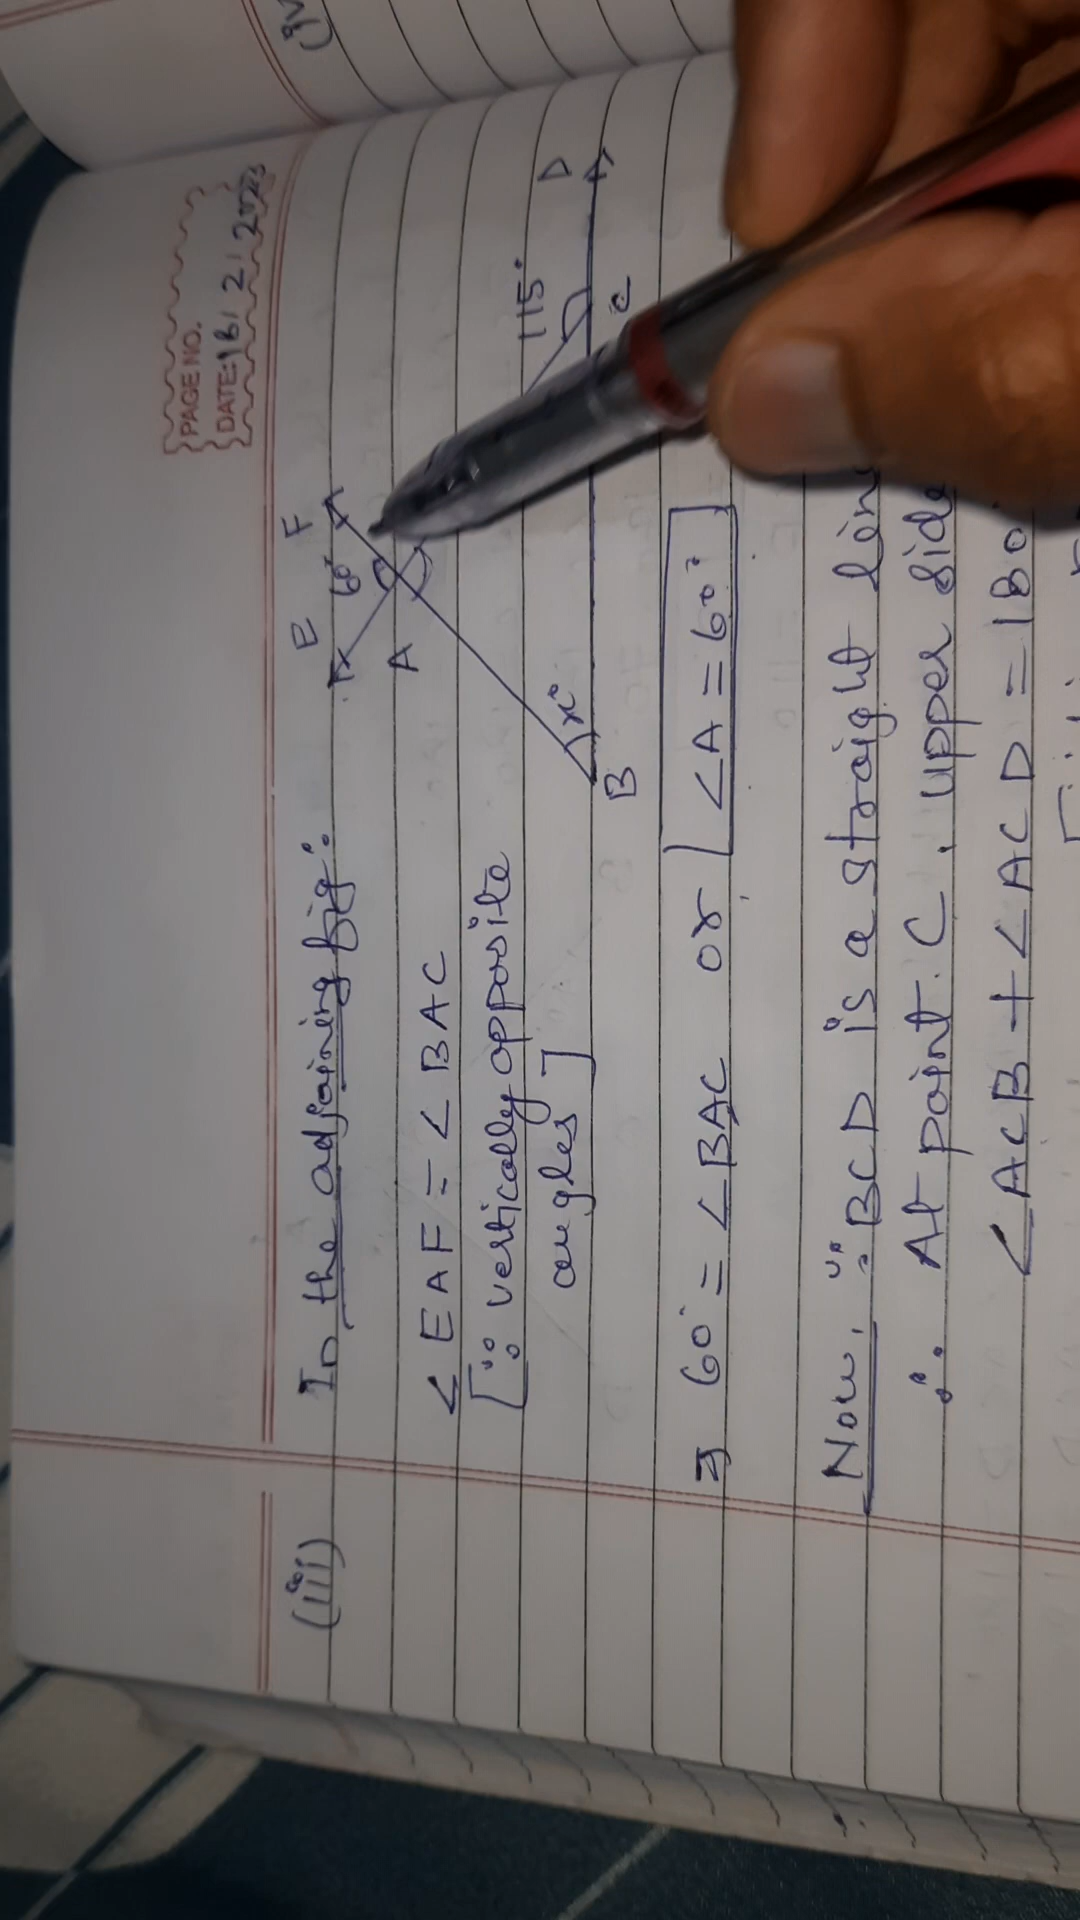 PAGE NO.
DATE: 18, 2, 2023
(iii) In the adjoining fig:
∠EAF = ∠BAC
[∵ vertically opposite
angles]
E F
60°
A
115° D
x°
B C
⇒ 60° = ∠BAC or ∠A = 60°
Now, ∵ BCD is a straight line
∴ At point C, upper side
∠ACB + ∠ACD = 180